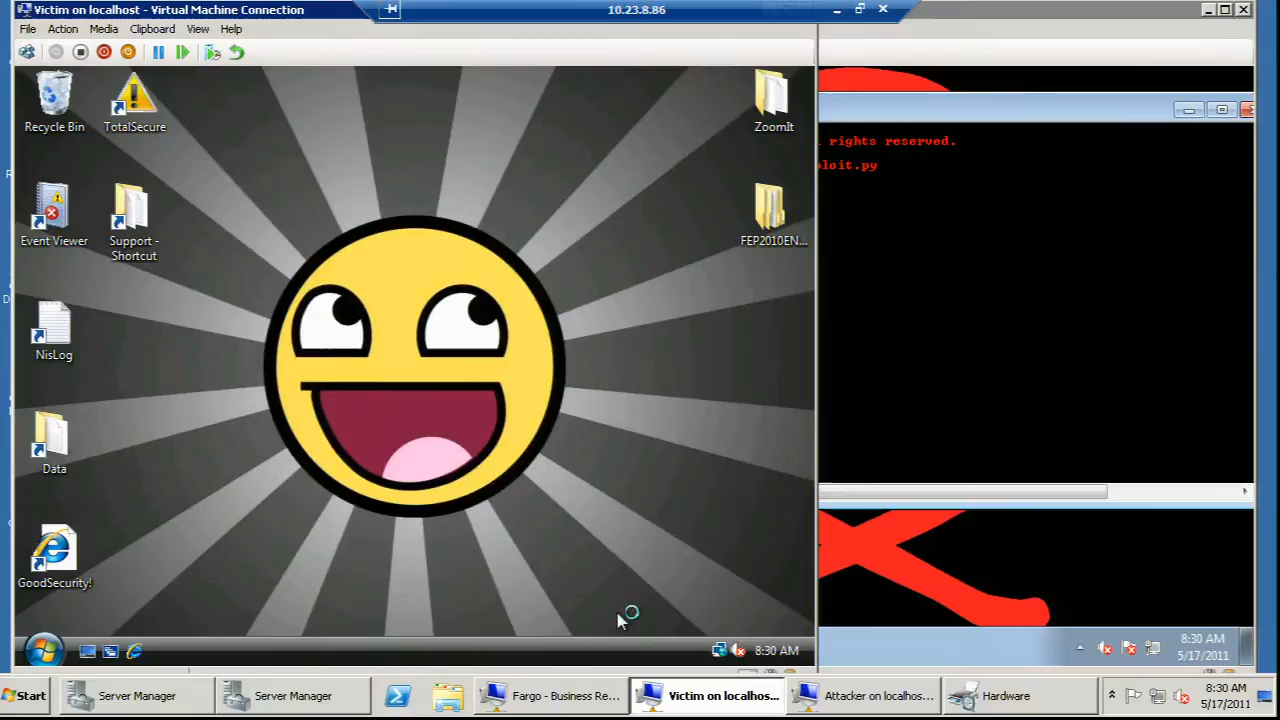 Victim on localhost - Virtual Machine Connection
10.23.8.86
File Action Media Clipboard View Help
Recycle Bin
TotalSecure
ZoomIt
rights reserved.
loit.py
Event Viewer
Support - Shortcut
FEP2010EN...
NisLog
Data
GoodSecurity!
8:30 AM
8:30 AM
5/17/2011
Start
Server Manager
Server Manager
Fargo - Business Re...
Victim on localhos...
Attacker on localhos...
Hardware
8:30 AM
5/17/2011